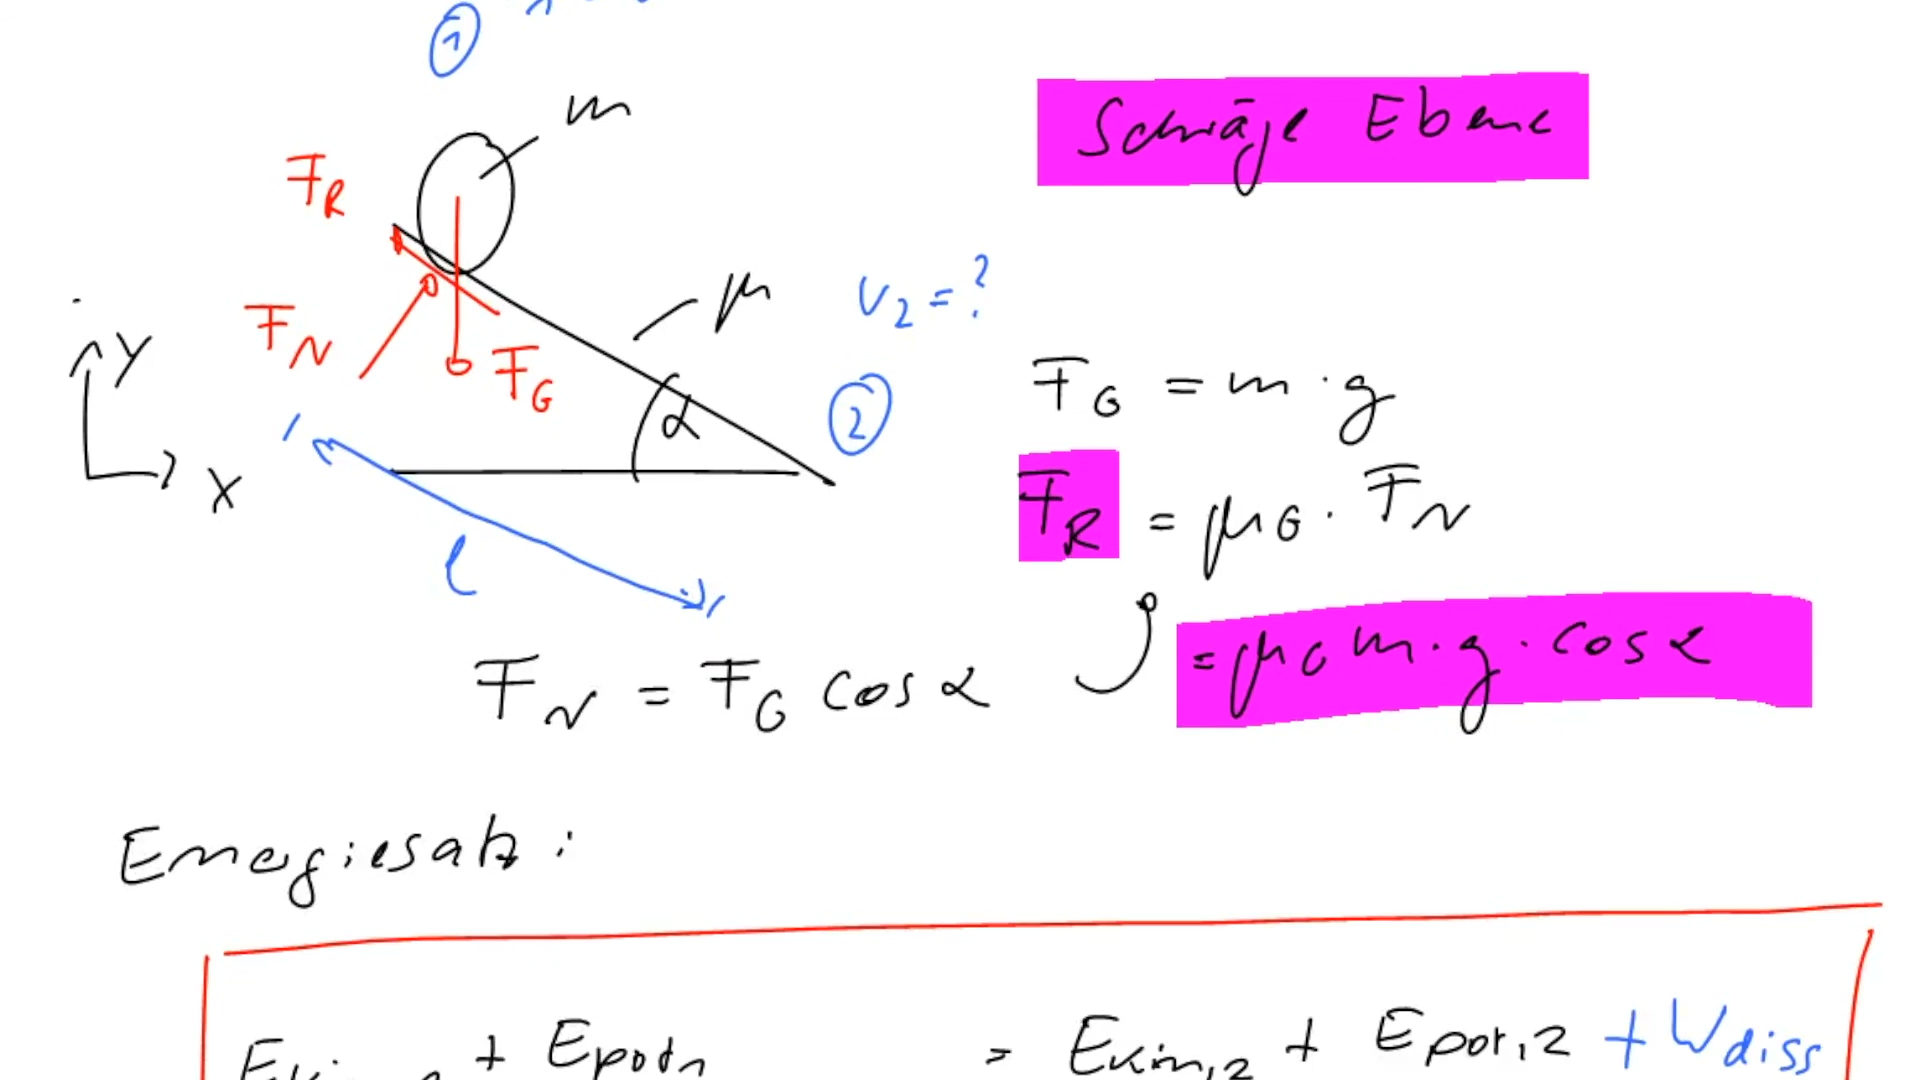 ①
m
Schräge Ebene
F_R
μ
v_2 = ?
F_N
y
F_G
F_G = m · g
α
②
x
F_R = μ_G · F_N
l
= μ_G m · g · cos α
F_N = F_G cos α
Energiesatz :
+ E_pot,1 = E_kin,2 + E_pot,2 + W_diss